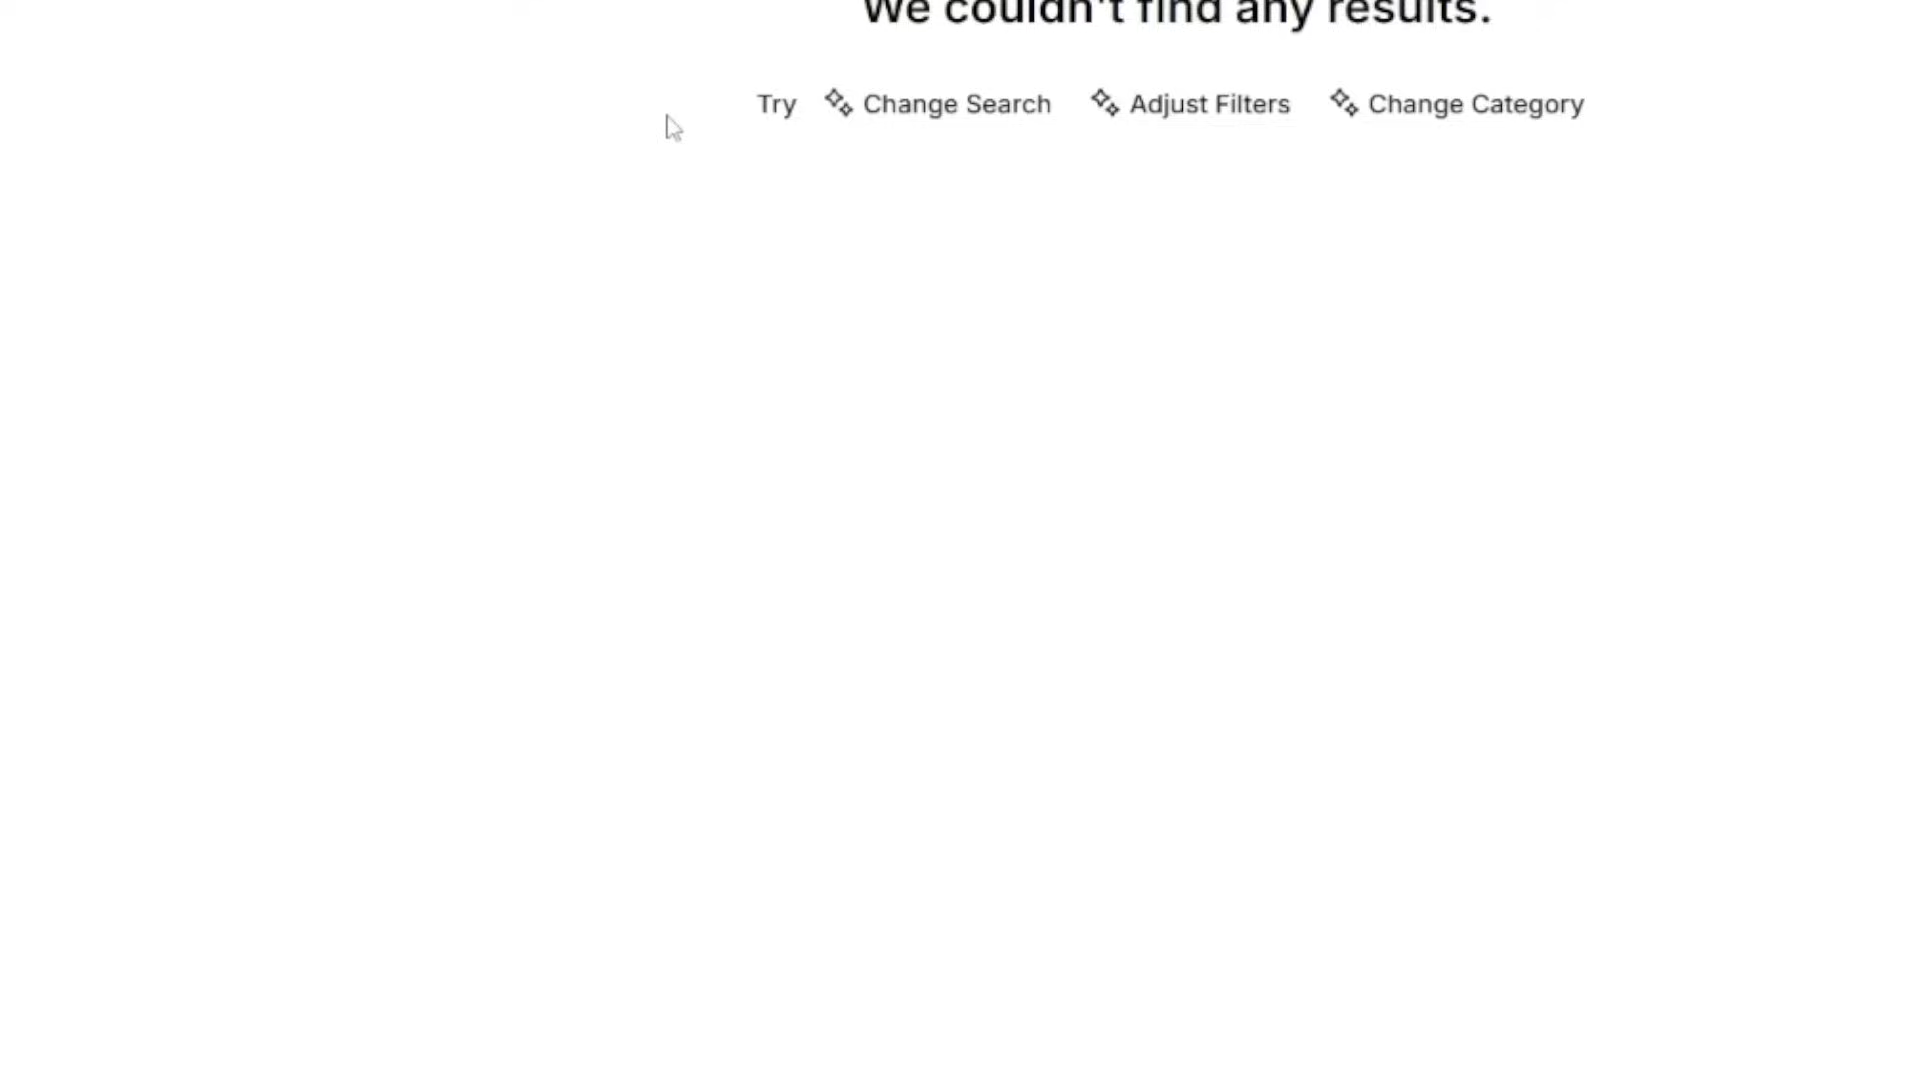 We couldn't find any results.
Try Change Search Adjust Filters Change Category